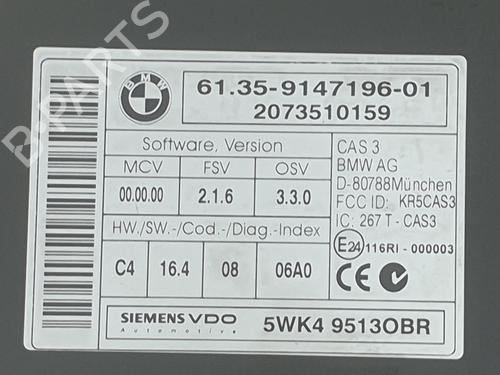 BMW
61.35-9147196-01
2073510159
Software, Version
MCV FSV OSV
00.00.00 2.1.6 3.3.0
HW./SW.-/Cod.-/Diag.-Index
C4 16.4 08 06A0
CAS 3
BMW AG
D-80788München
FCC ID: KR5CAS3
IC: 267 T - CAS3
E24 116RI - 000003
CE
SIEMENS VDO
Automotive
5WK4 9513OBR
B-PARTS